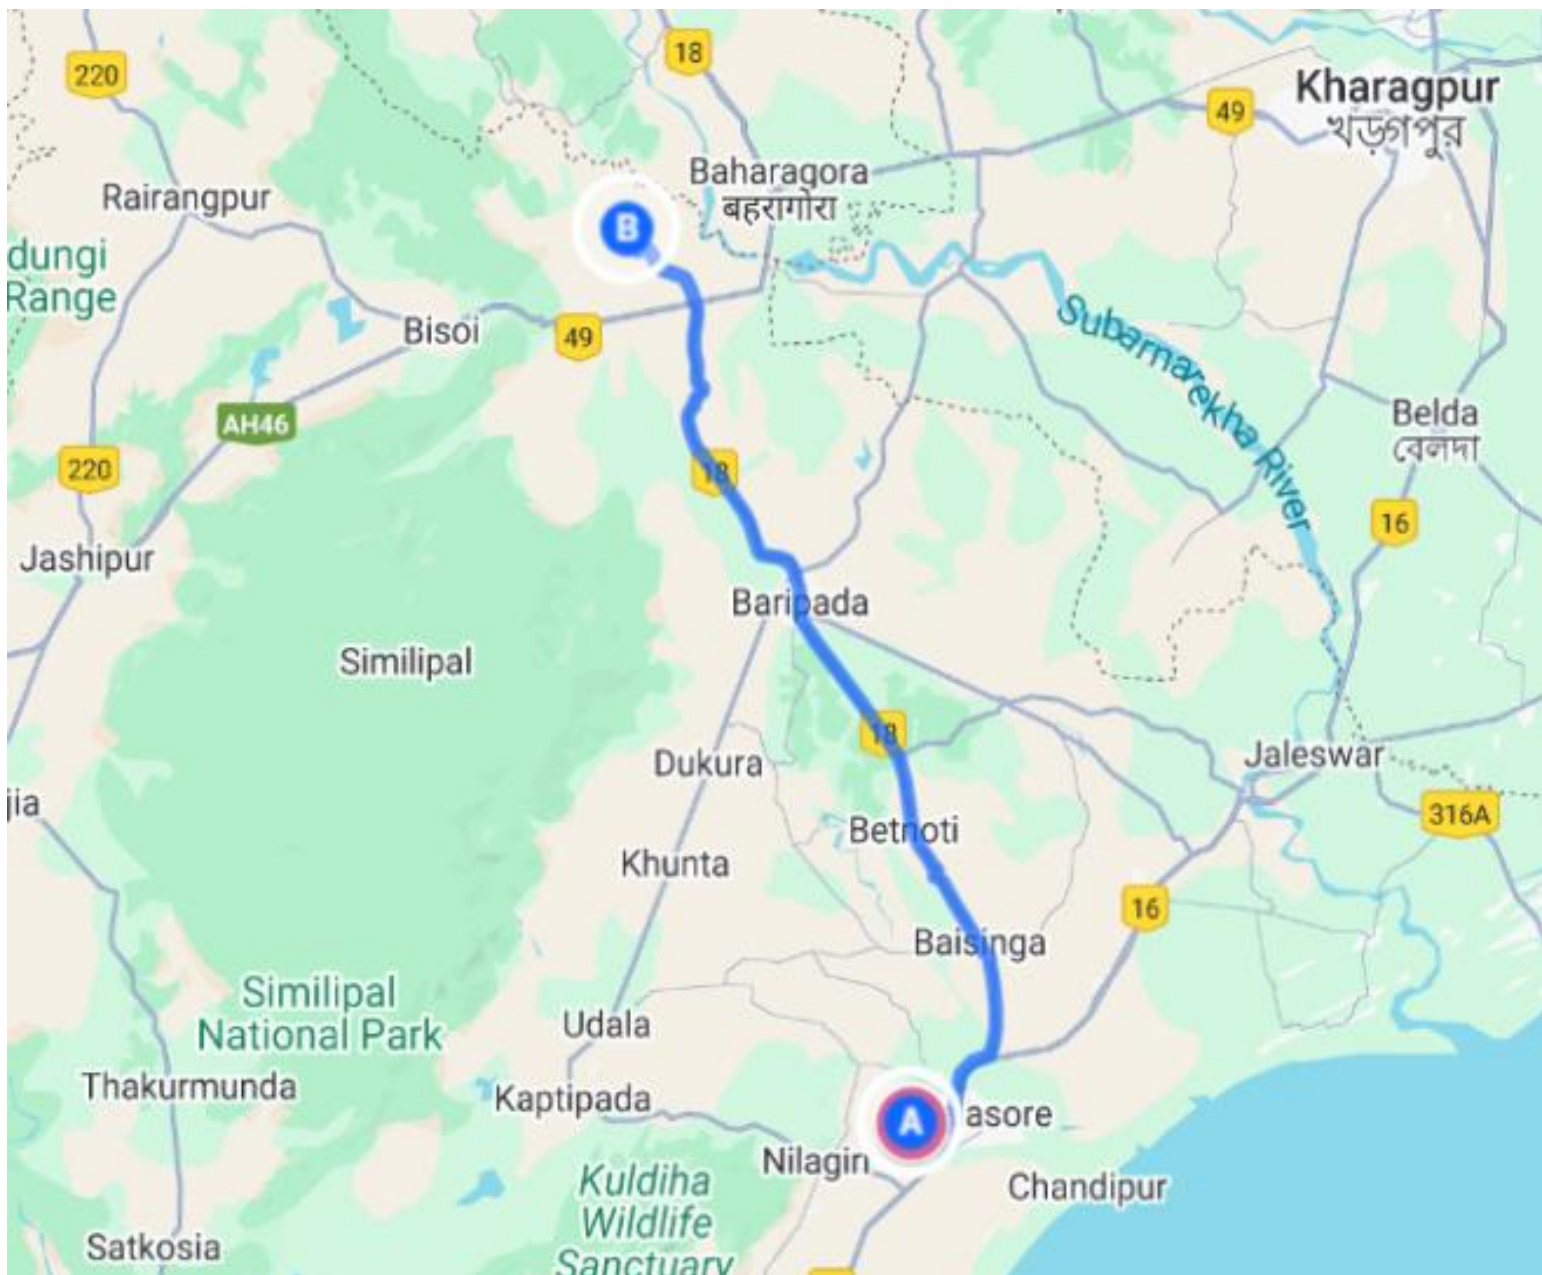 18
220
Kharagpur
খড়্গপুর
49
Baharagora
बहरागोरा
Rairangpur
B
dungi
Range
Bisoi
49
Subarnarekha River
AH46
Belda
বেলদা
220
18
16
Jashipur
Baripada
Similipal
18
Dukura
Jaleswar
jia
316A
Betnoti
Khunta
16
Baisinga
Similipal
National Park
Udala
Thakurmunda
Kaptipada
A
asore
Nilagiri
Chandipur
Kuldiha
Wildlife
Sanctuary
Satkosia